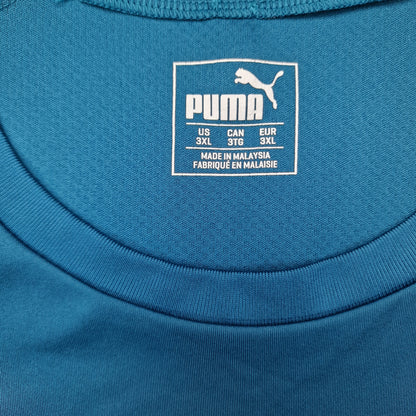 PUMA
US CAN EUR
3XL 3TG 3XL
MADE IN MALAYSIA
FABRIQUÉ EN MALAISIE